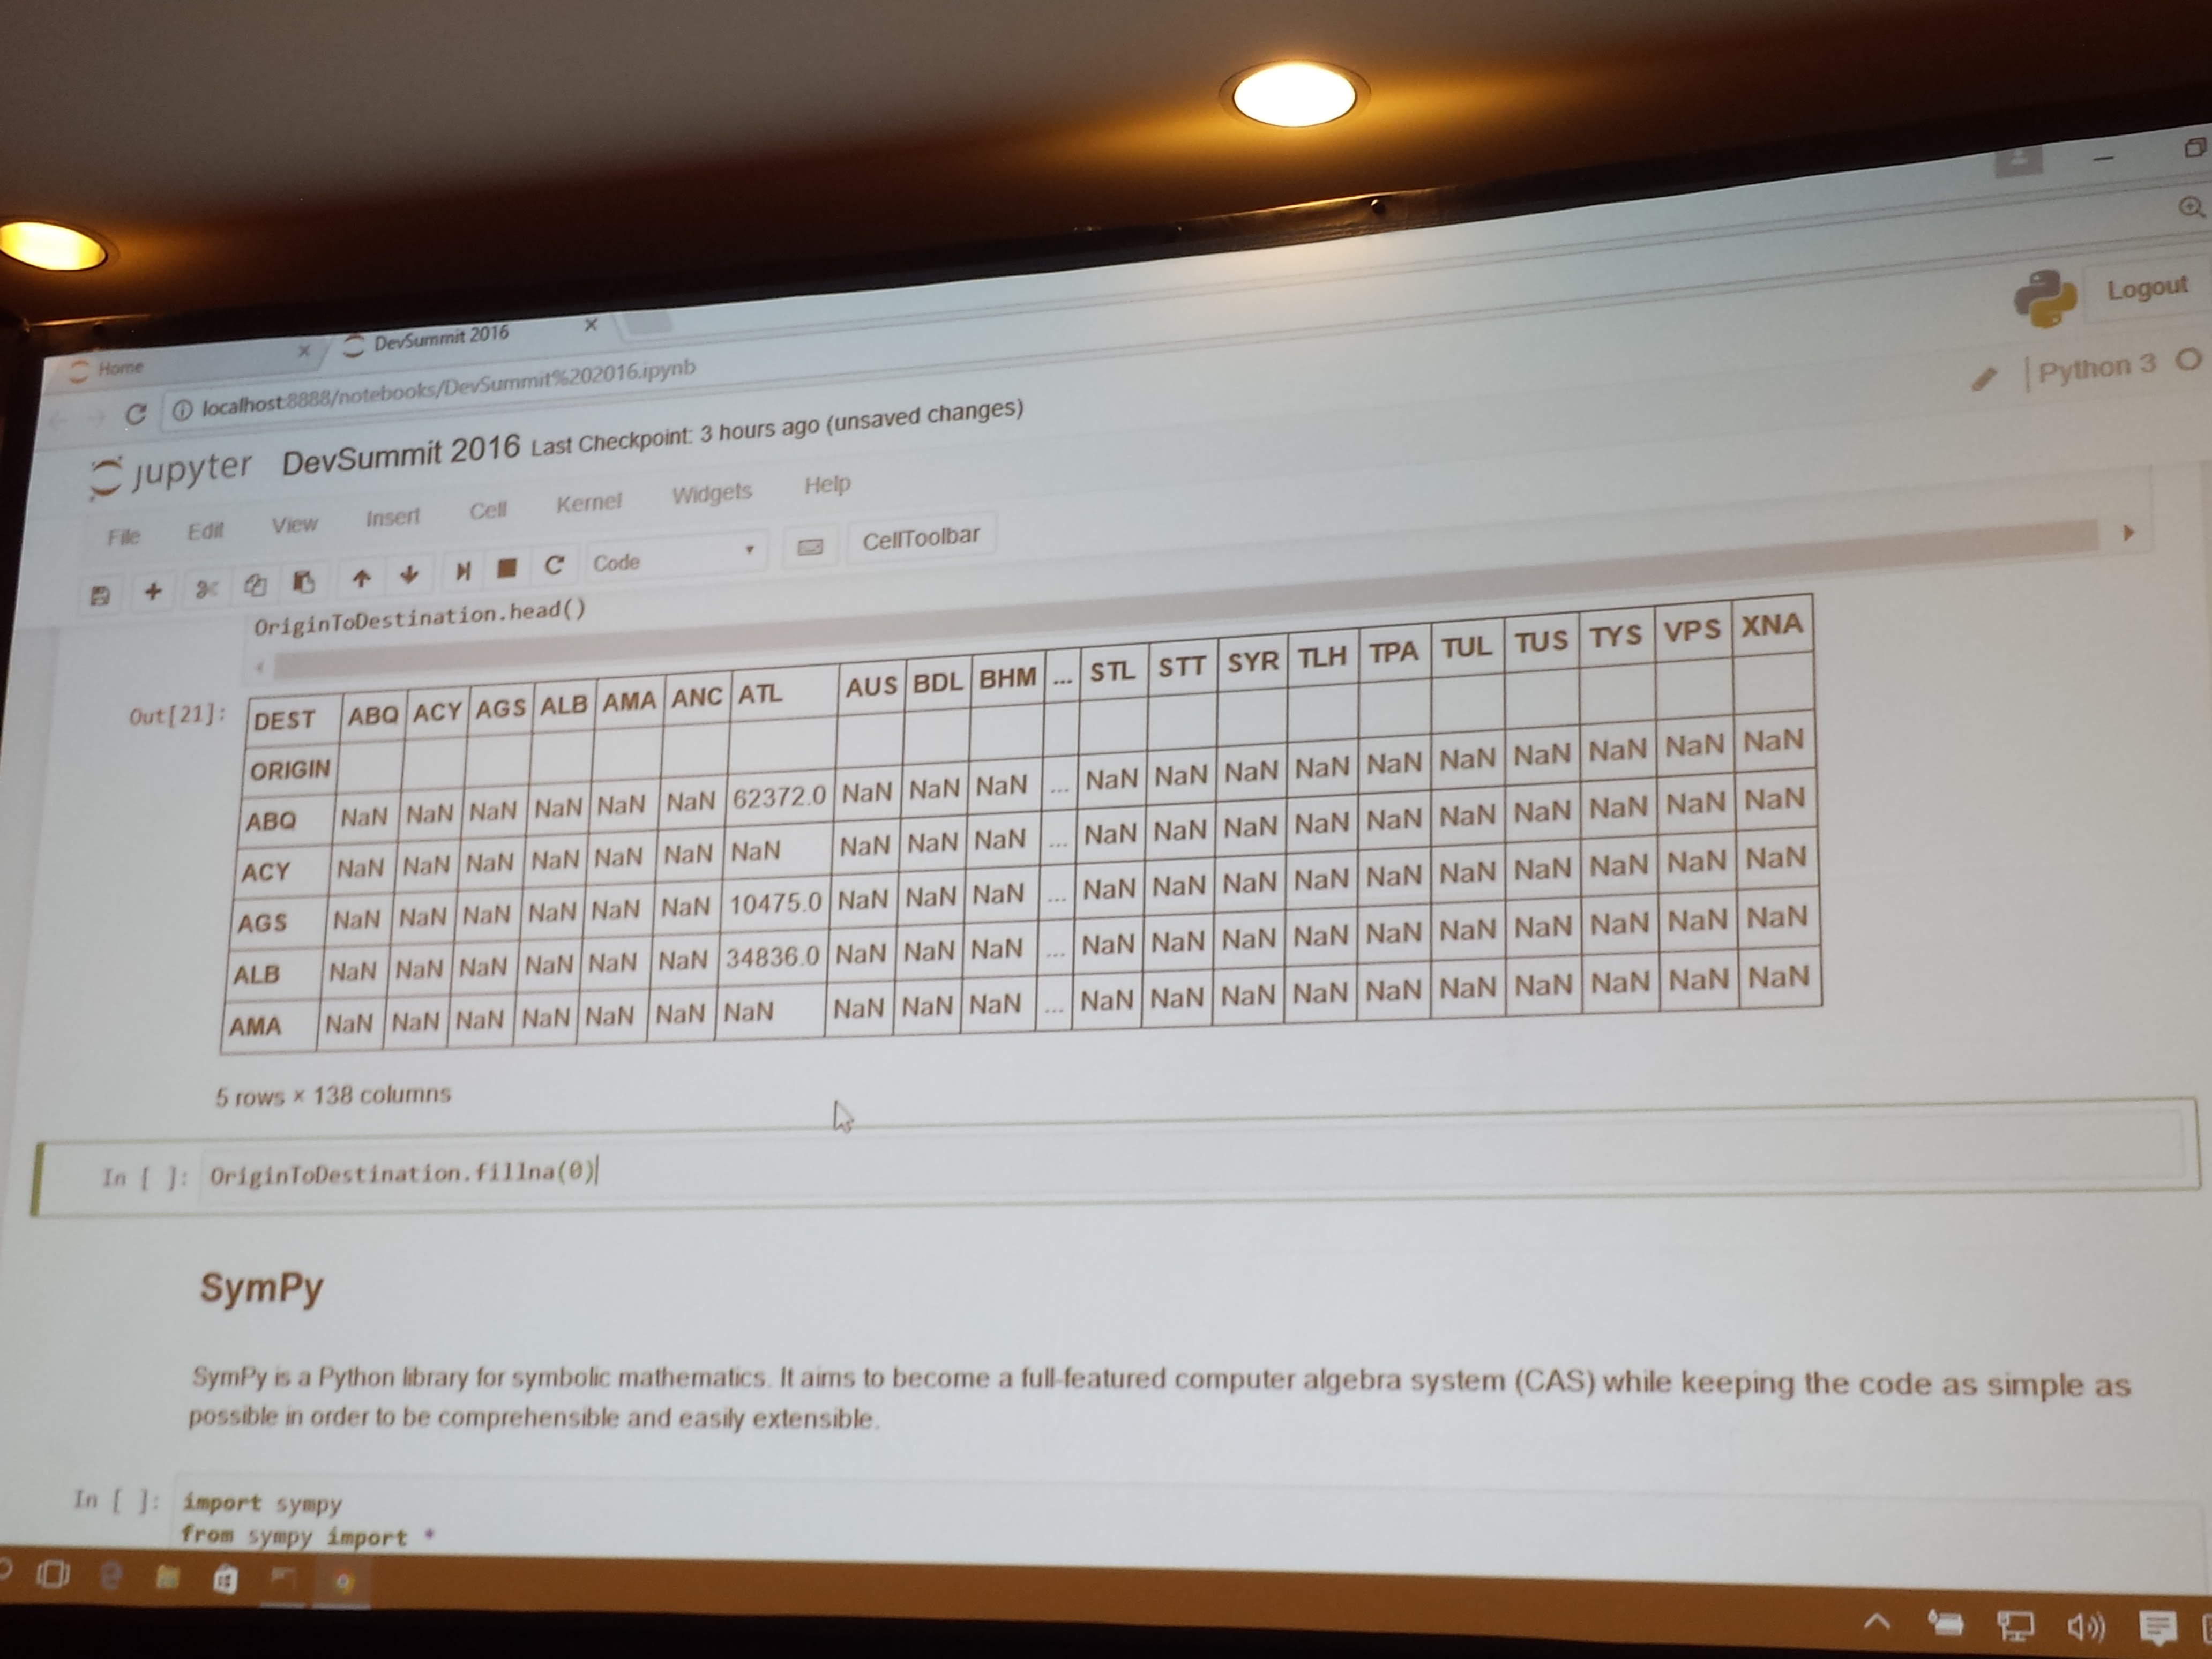 Home
DevSummit 2016
localhost:8888/notebooks/DevSummit%202016.ipynb
Logout
jupyter DevSummit 2016 Last Checkpoint: 3 hours ago (unsaved changes)
Python 3
File Edit View Insert Cell Kernel Widgets Help
Code CellToolbar
OriginToDestination.head()
Out[21]:
DEST ABQ ACY AGS ALB AMA ANC ATL AUS BDL BHM ... STL STT SYR TLH TPA TUL TUS TYS VPS XNA
ORIGIN
ABQ NaN NaN NaN NaN NaN NaN 62372.0 NaN NaN NaN ... NaN NaN NaN NaN NaN NaN NaN NaN NaN NaN
ACY NaN NaN NaN NaN NaN NaN NaN NaN NaN NaN ... NaN NaN NaN NaN NaN NaN NaN NaN NaN NaN
AGS NaN NaN NaN NaN NaN NaN 10475.0 NaN NaN NaN ... NaN NaN NaN NaN NaN NaN NaN NaN NaN NaN
ALB NaN NaN NaN NaN NaN NaN 34836.0 NaN NaN NaN ... NaN NaN NaN NaN NaN NaN NaN NaN NaN NaN
AMA NaN NaN NaN NaN NaN NaN NaN NaN NaN NaN ... NaN NaN NaN NaN NaN NaN NaN NaN NaN NaN
5 rows × 138 columns
In [ ]: OriginToDestination.fillna(0)
SymPy
SymPy is a Python library for symbolic mathematics. It aims to become a full-featured computer algebra system (CAS) while keeping the code as simple as
possible in order to be comprehensible and easily extensible.
In [ ]: import sympy
from sympy import *